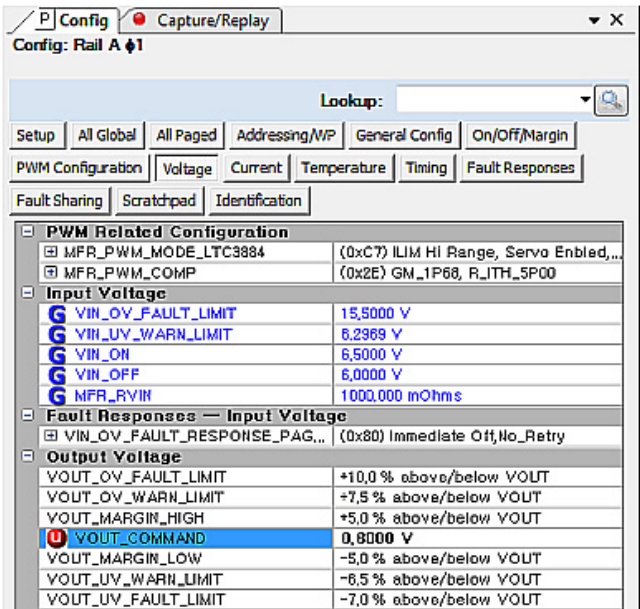 P Config Capture/Replay
Config: Rail A ϕ1
Lookup:
Setup All Global All Paged Addressing/WP General Config On/Off/Margin
PWM Configuration Voltage Current Temperature Timing Fault Responses
Fault Sharing Scratchpad Identification
PWM Related Configuration
MFR_PWM_MODE_LTC3884 (0xC7) ILIM Hi Range, Servo Enbled,...
MFR_PWM_COMP (0x2E) GM_1P68, R_ITH_5P00
Input Voltage
G VIN_OV_FAULT_LIMIT 15,5000 V
G VIN_UV_WARN_LIMIT 6,2969 V
G VIN_ON 6,5000 V
G VIN_OFF 6,0000 V
G MFR_RVIN 1000,000 mOhms
Fault Responses — Input Voltage
VIN_OV_FAULT_RESPONSE_PAG... (0x80) Immediate Off,No_Retry
Output Voltage
VOUT_OV_FAULT_LIMIT +10,0 % above/below VOUT
VOUT_OV_WARN_LIMIT +7,5 % above/below VOUT
VOUT_MARGIN_HIGH +5,0 % above/below VOUT
U VOUT_COMMAND 0,8000 V
VOUT_MARGIN_LOW -5,0 % above/below VOUT
VOUT_UV_WARN_LIMIT -6,5 % above/below VOUT
VOUT_UV_FAULT_LIMIT -7,0 % above/below VOUT